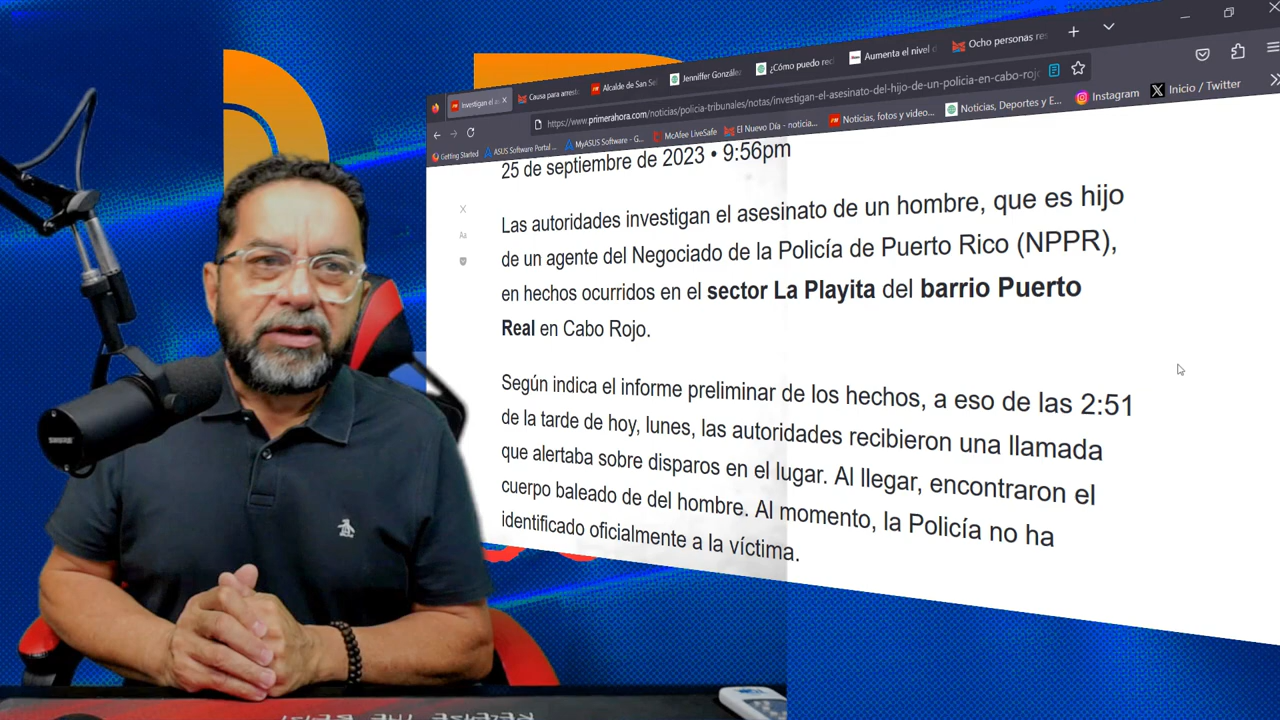 Investigan el as
Causa para arrest
Alcalde de San Se
Jenniffer González
¿Cómo puedo rec
Aumenta el nivel d
Ocho personas res
https://www.primerahora.com/noticias/policia-tribunales/notas/investigan-el-asesinato-del-hijo-de-un-policia-en-cabo-rojo
Getting Started
ASUS Software Portal ...
MyASUS Software - G...
McAfee LiveSafe
El Nuevo Día - noticia...
Noticias, fotos y video...
Noticias, Deportes y E...
Instagram
Inicio / Twitter
25 de septiembre de 2023 • 9:56pm
Las autoridades investigan el asesinato de un hombre, que es hijo
de un agente del Negociado de la Policía de Puerto Rico (NPPR),
en hechos ocurridos en el sector La Playita del barrio Puerto
Real en Cabo Rojo.
Según indica el informe preliminar de los hechos, a eso de las 2:51
de la tarde de hoy, lunes, las autoridades recibieron una llamada
que alertaba sobre disparos en el lugar. Al llegar, encontraron el
cuerpo baleado de del hombre. Al momento, la Policía no ha
identificado oficialmente a la víctima.
Aa
SHURE